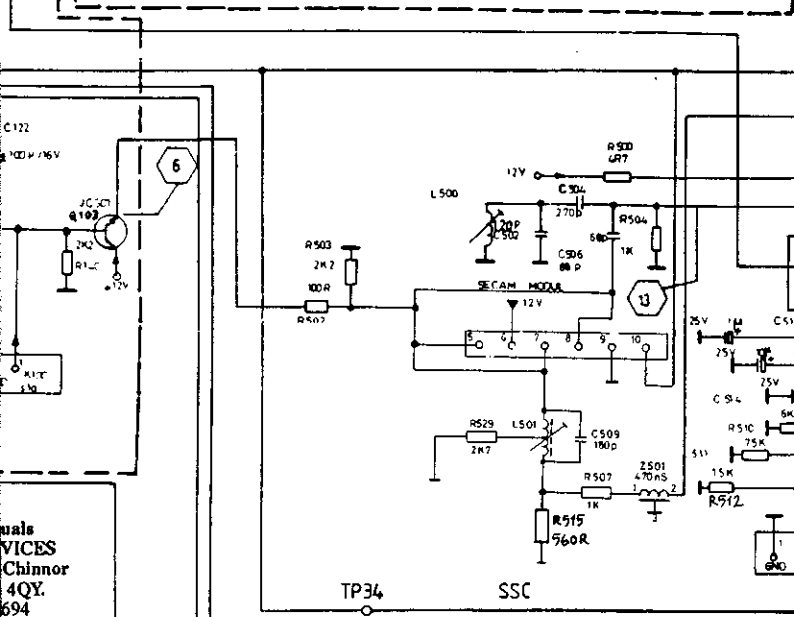 C122
6
Q103
2K2
12V
R503
2K2
100R
R502
L500
12V
C504
270p
R500
4R7
R504
1K
C502
C506
SECAM MODUL
12V
13
5
6
7
8
9
10
R529
2K7
L501
C509
180p
R507
1K
Z501
470nS
1
2
3
R515
560R
25V
25V
25V
C514
R510
75K
15K
R512
1
GND
uals
VICES
Chinnor
4QY.
694
TP34
SSC